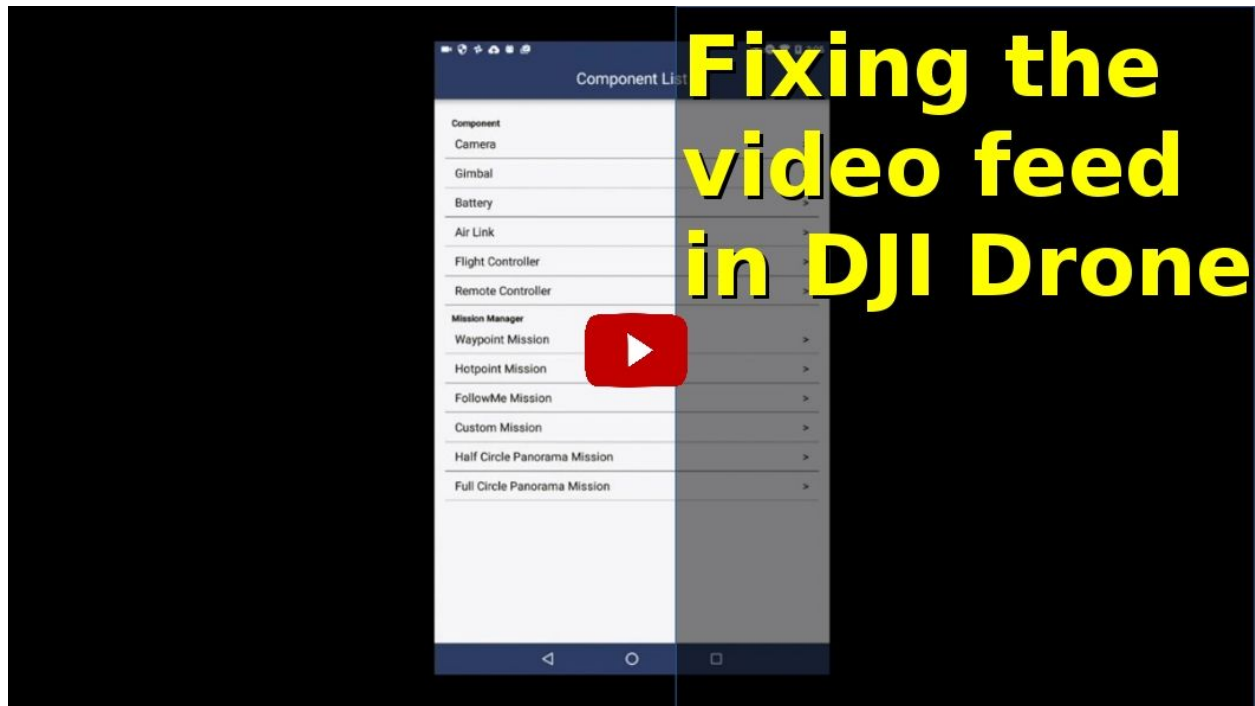 Component List
Fixing the
video feed
in DJI Drone
Component
Camera
Gimbal
Battery >
Air Link >
Flight Controller >
Remote Controller >
Mission Manager
Waypoint Mission >
Hotpoint Mission >
FollowMe Mission >
Custom Mission >
Half Circle Panorama Mission >
Full Circle Panorama Mission >